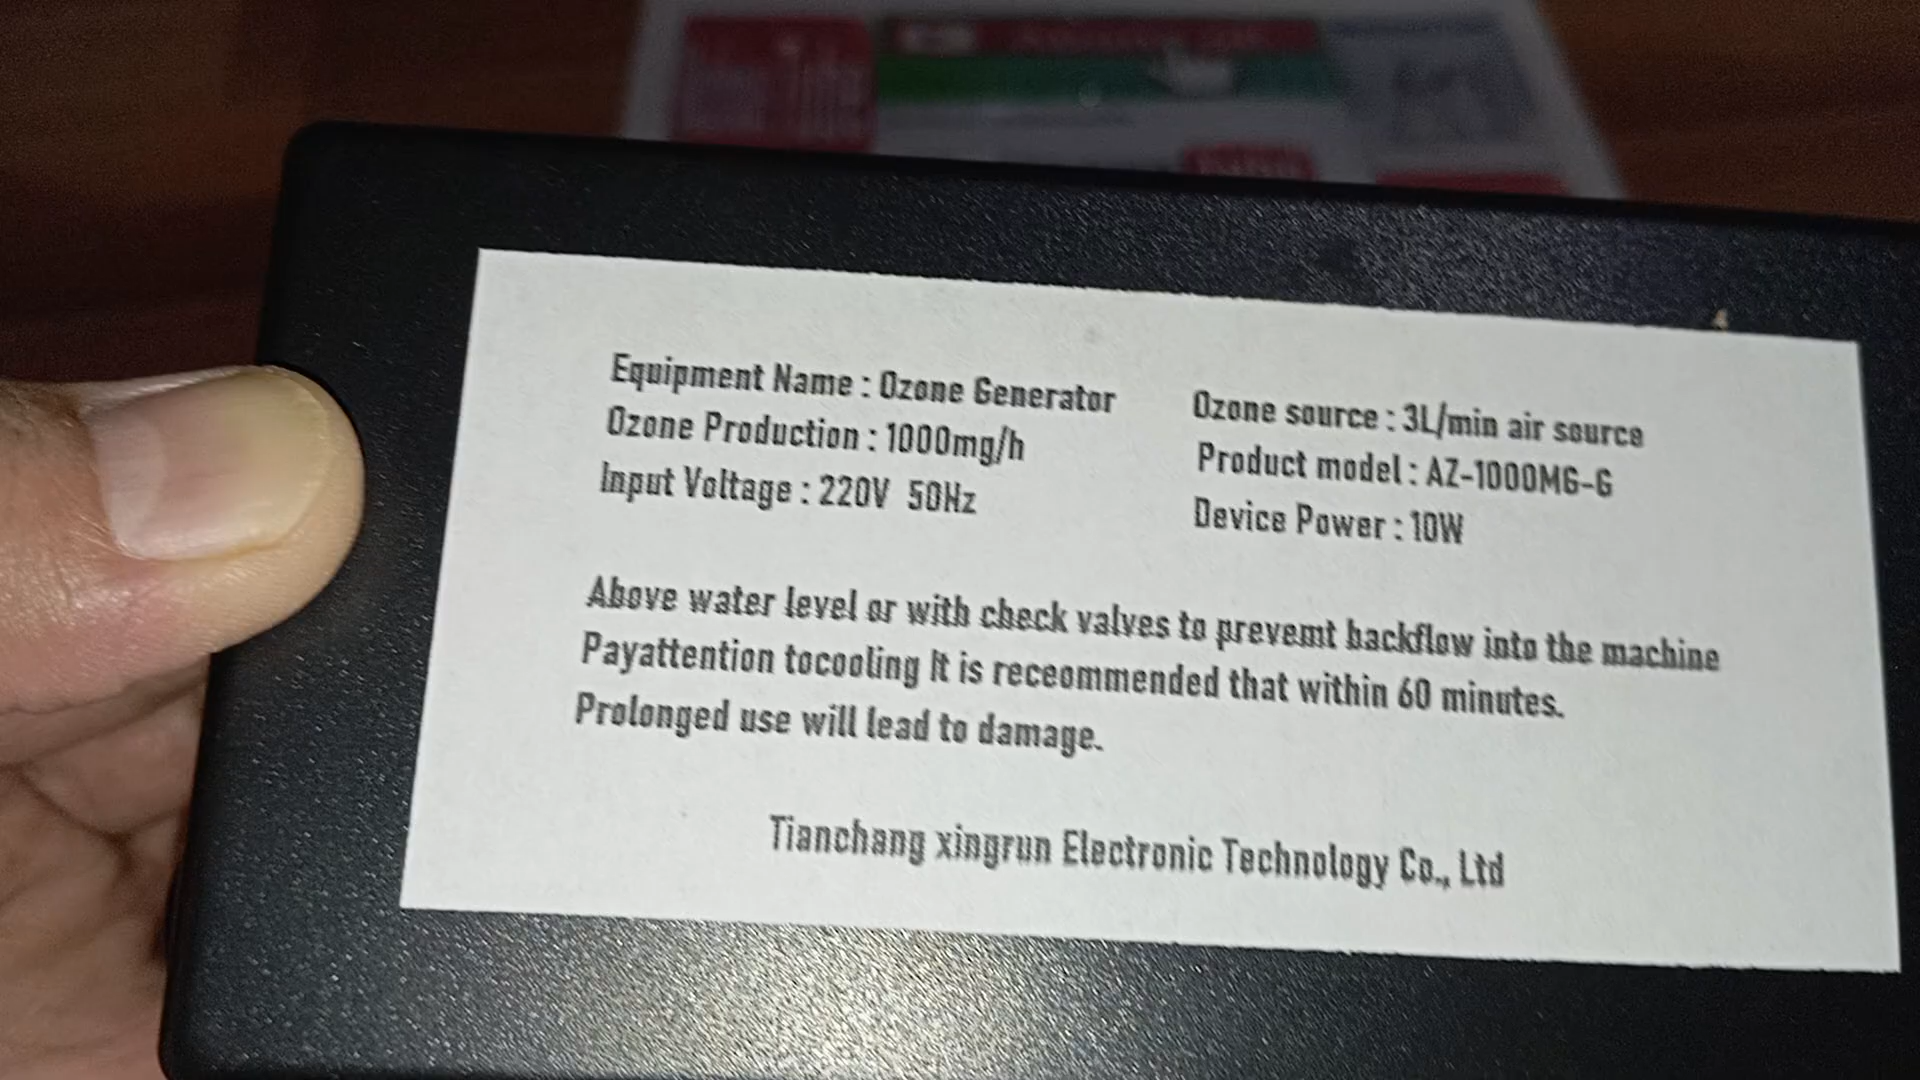 Equipment Name : Ozone Generator
Ozone Production : 1000mg/h
Input Voltage : 220V 50Hz
Ozone source : 3L/min air source
Product model : AZ-1000MG-G
Device Power : 10W
Above water level or with check valves to prevemt backflow into the machine
Payattention tocooling It is receommended that within 60 minutes.
Prolonged use will lead to damage.
Tianchang xingrun Electronic Technology Co., Ltd